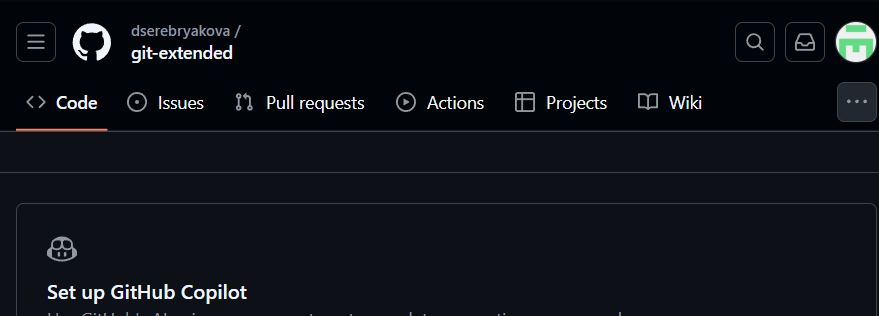 dserebryakova /
git-extended
Code Issues Pull requests Actions Projects Wiki
Set up GitHub Copilot